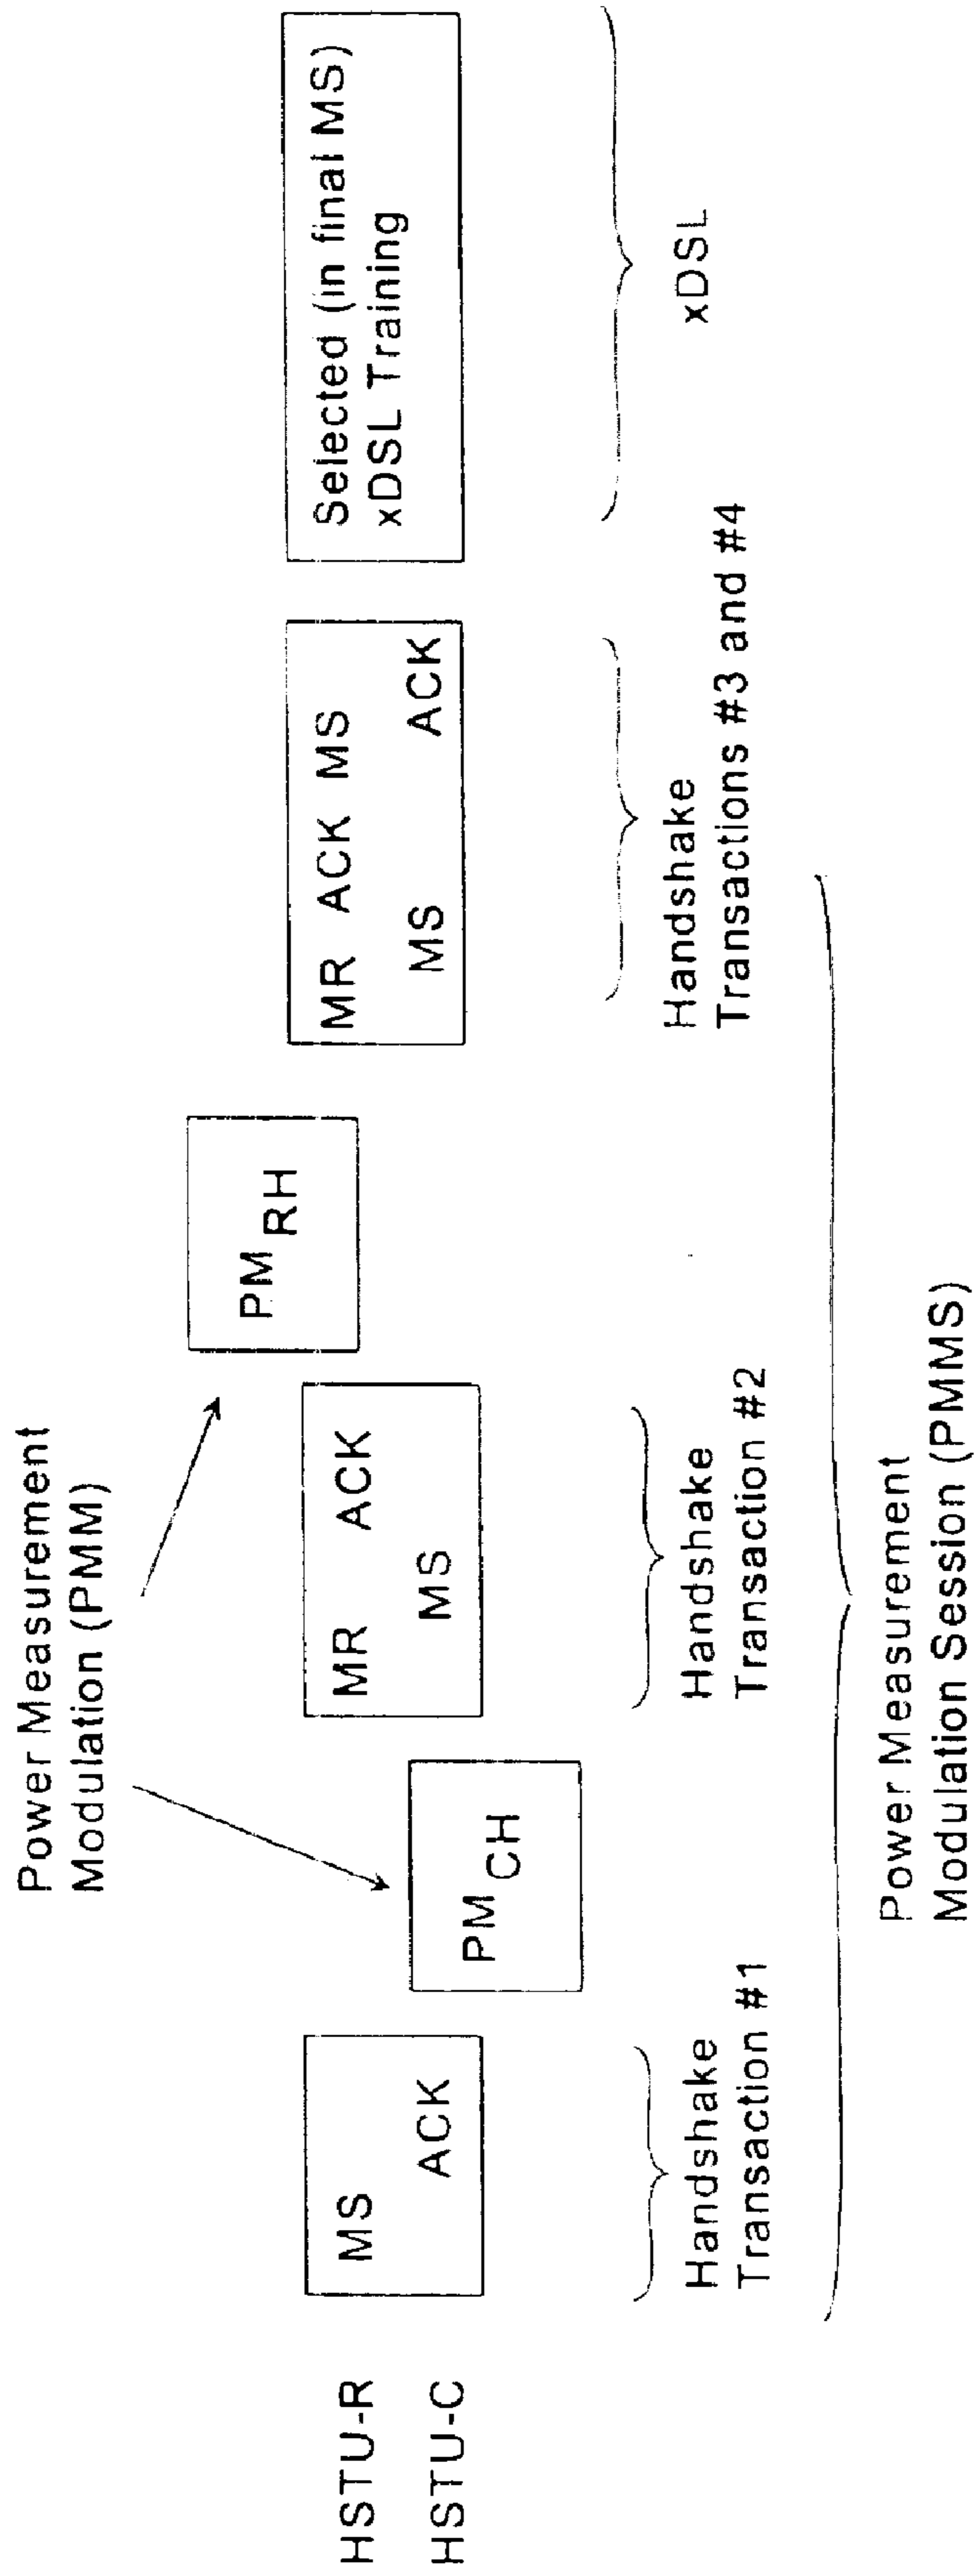 Power Measurement
Modulation (PMM)
HSTU-R
HSTU-C
MS
ACK
PM CH
MR ACK
MS
PM RH
MR ACK MS
MS ACK
Selected (in final MS)
xDSL Training
Handshake
Transaction #1
Handshake
Transaction #2
Handshake
Transactions #3 and #4
xDSL
Power Measurement
Modulation Session (PMMS)